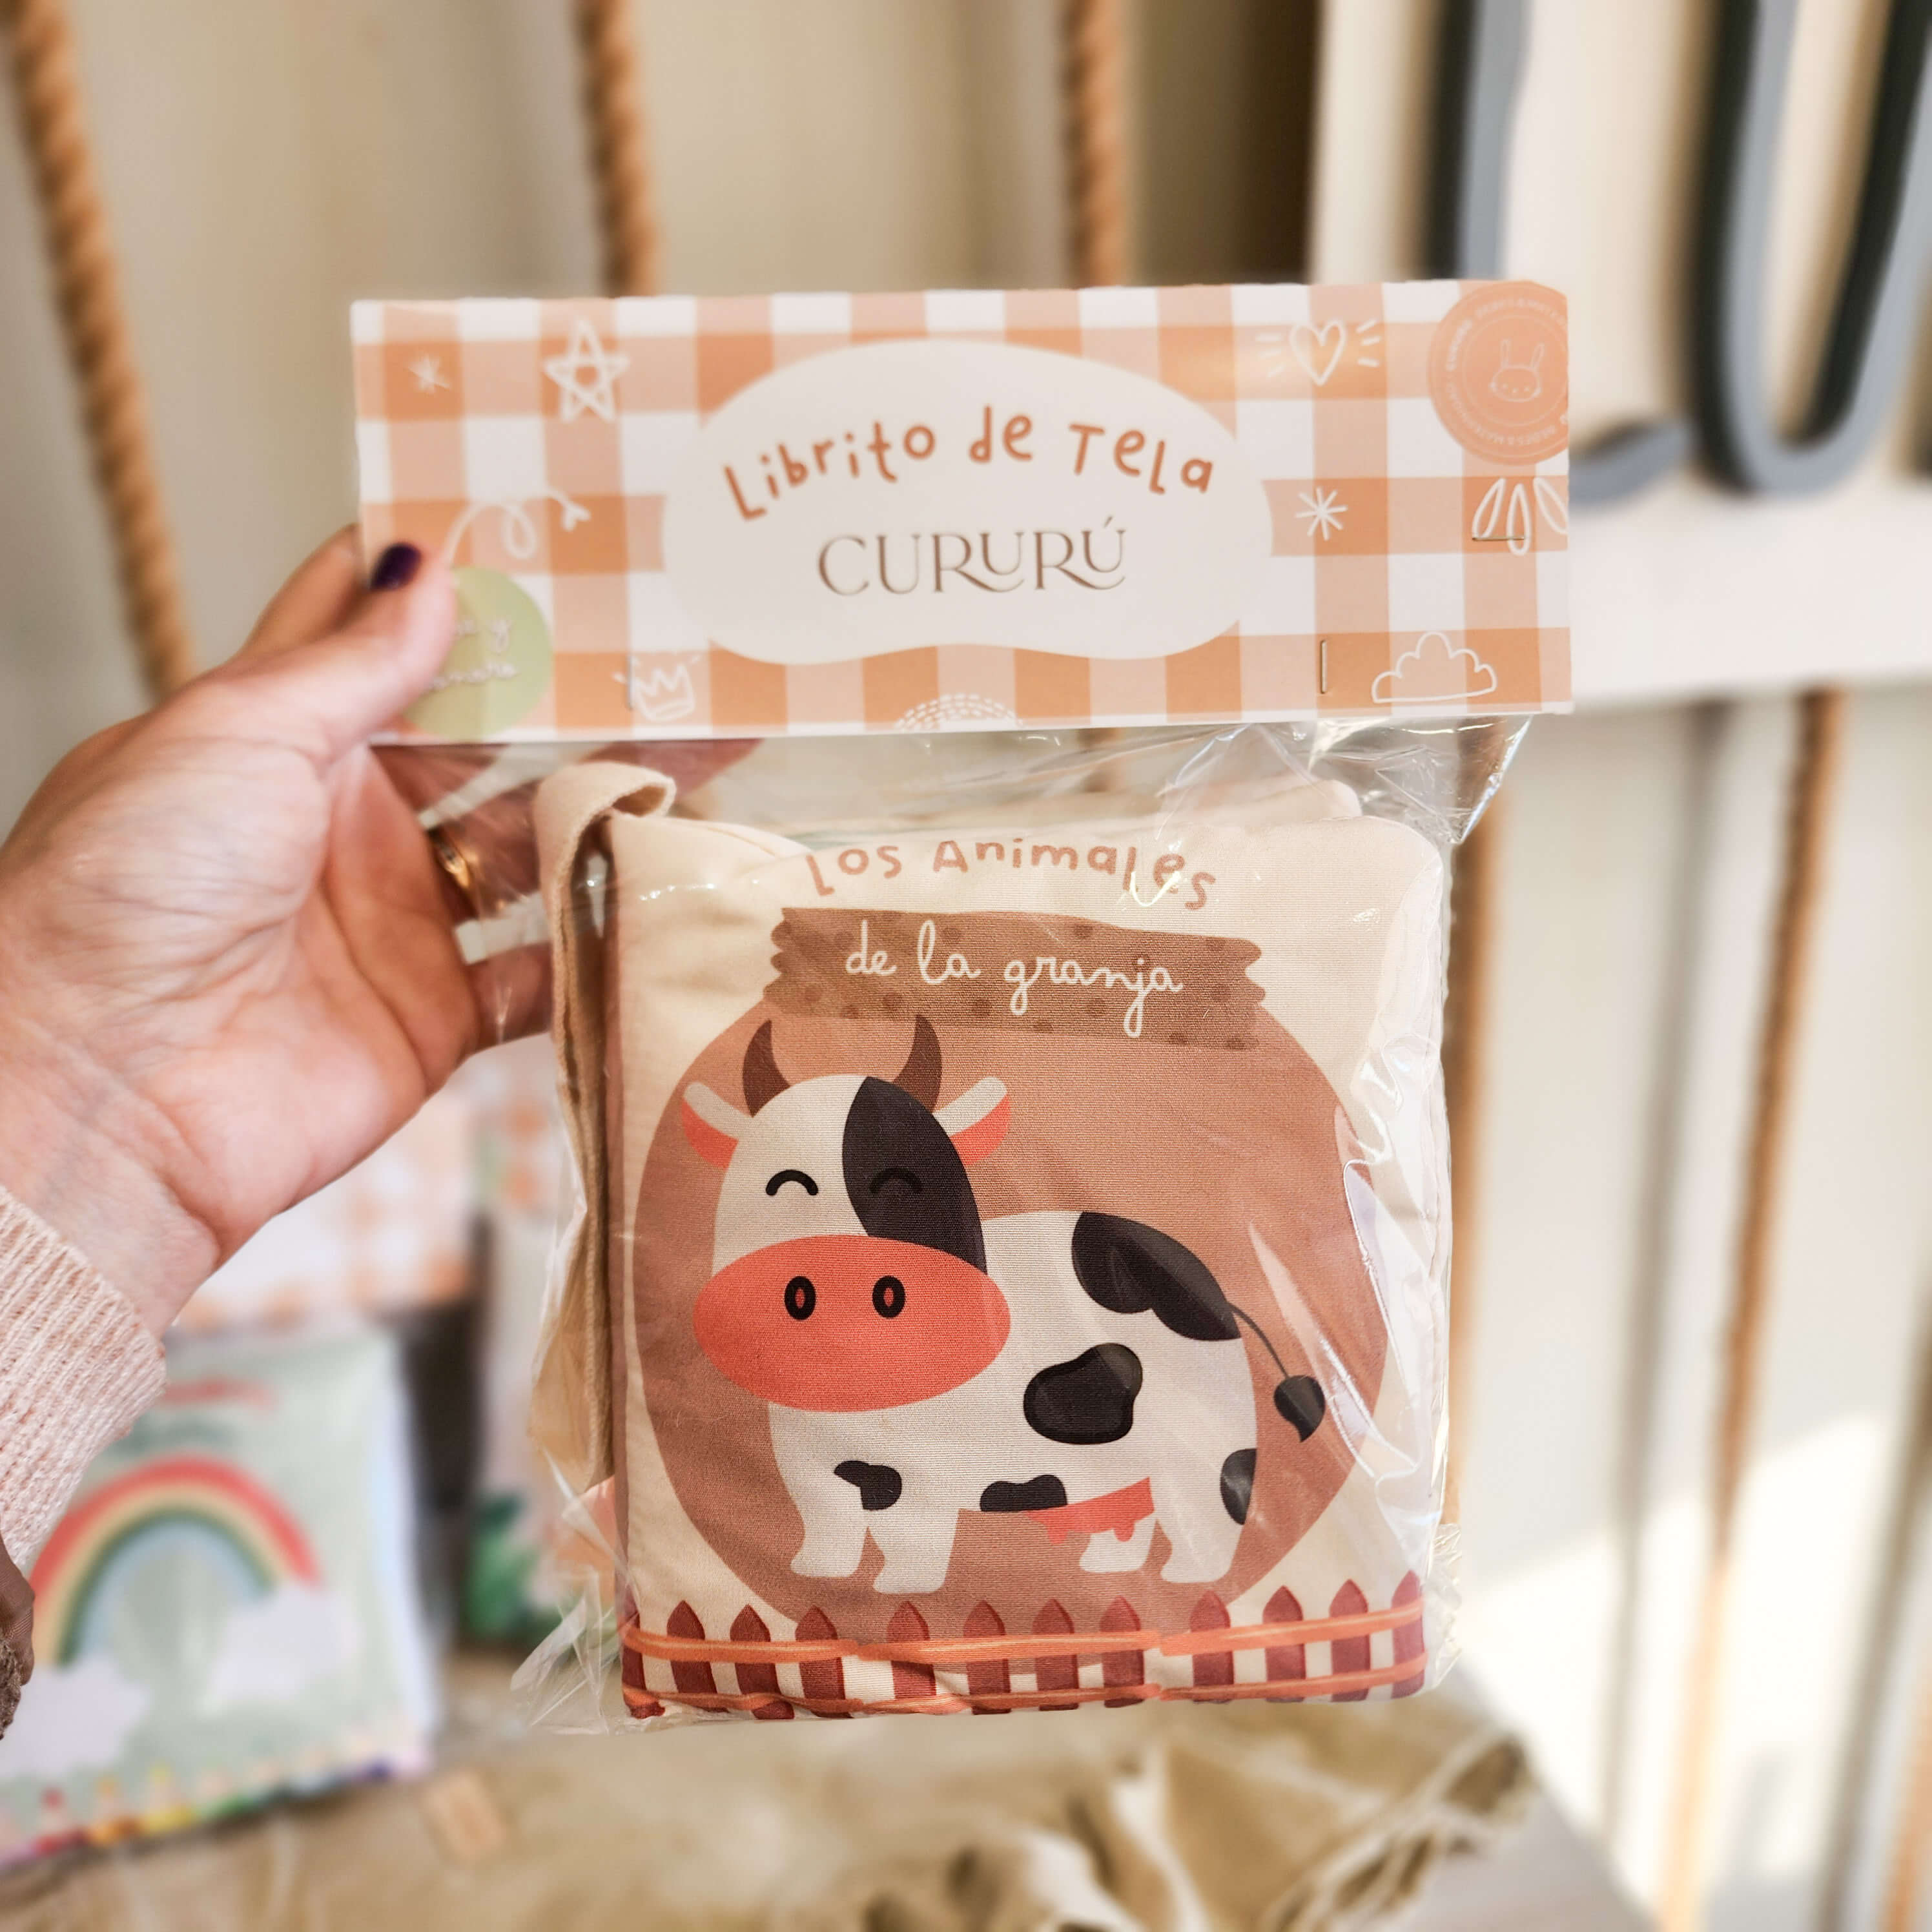 Librito de Tela
CURURÚ
Los Animales
de la granja